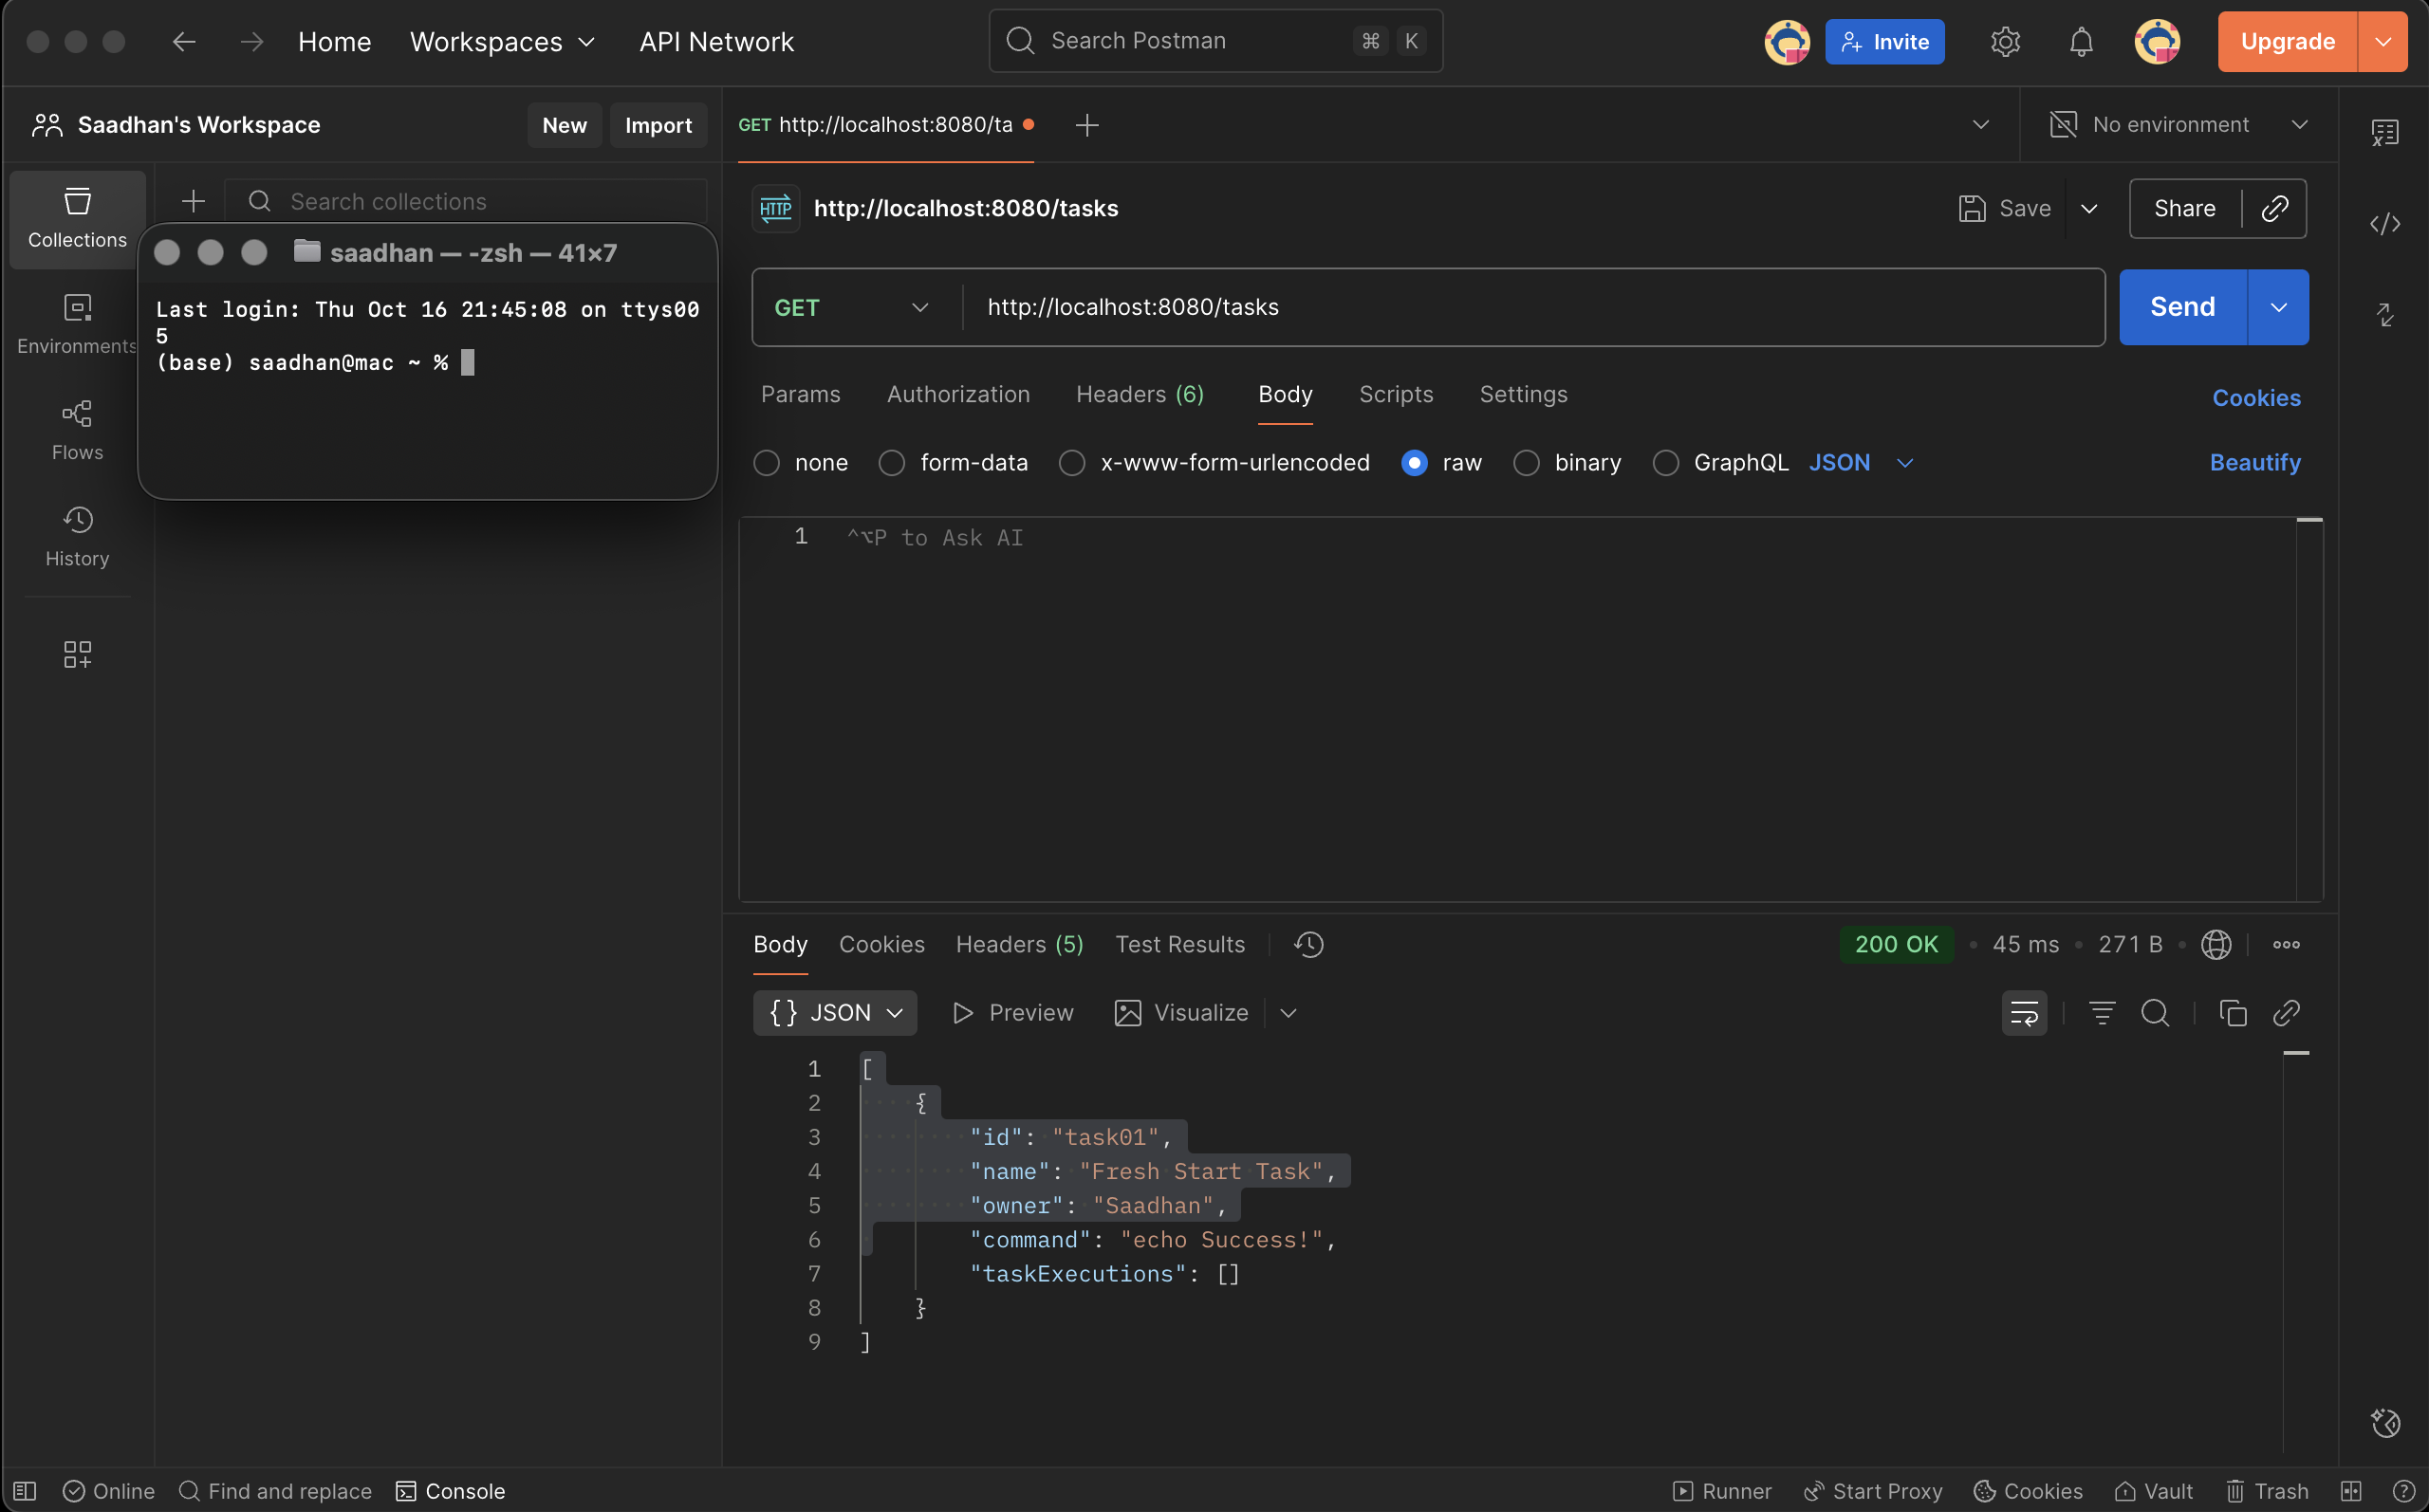 Home Workspaces API Network Search Postman ⌘ K Invite Upgrade
Saadhan's Workspace New Import GET http://localhost:8080/ta No environment
Collections
Search collections
HTTP http://localhost:8080/tasks Save Share
saadhan — -zsh — 41×7
Last login: Thu Oct 16 21:45:08 on ttys00
5
(base) saadhan@mac ~ %
Environments
Flows
History
GET http://localhost:8080/tasks Send
Params Authorization Headers (6) Body Scripts Settings Cookies
none form-data x-www-form-urlencoded raw binary GraphQL JSON Beautify
1 ^⌥P to Ask AI
Body Cookies Headers (5) Test Results 200 OK • 45 ms • 271 B •
{} JSON Preview Visualize
1 [
2 {
3 "id": "task01",
4 "name": "Fresh Start Task",
5 "owner": "Saadhan",
6 "command": "echo Success!",
7 "taskExecutions": []
8 }
9 ]
Online Find and replace Console Runner Start Proxy Cookies Vault Trash